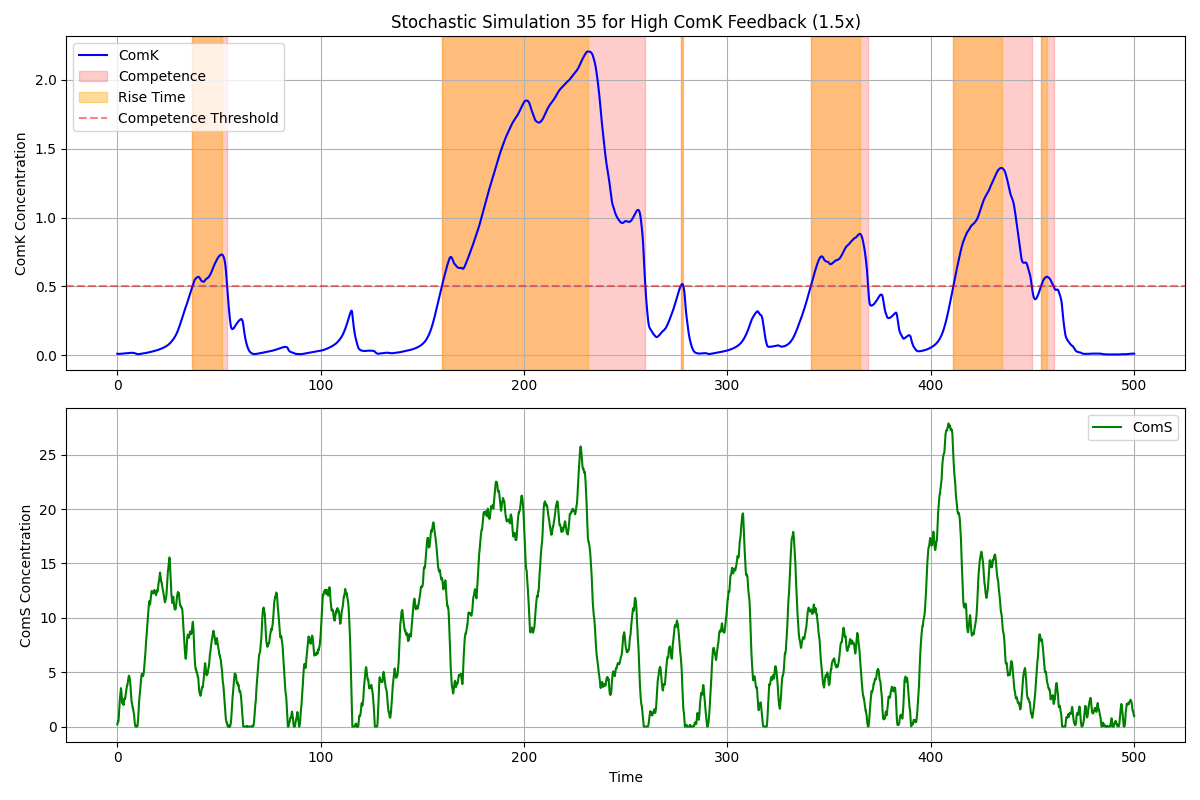 Stochastic Simulation 35 for High ComK Feedback (1.5x)
ComK
Competence
Rise Time
Competence Threshold
ComK Concentration
2.0
1.5
1.0
0.5
0.0
0 100 200 300 400 500
ComS
ComS Concentration
25
20
15
10
5
0
0 100 200 300 400 500
Time